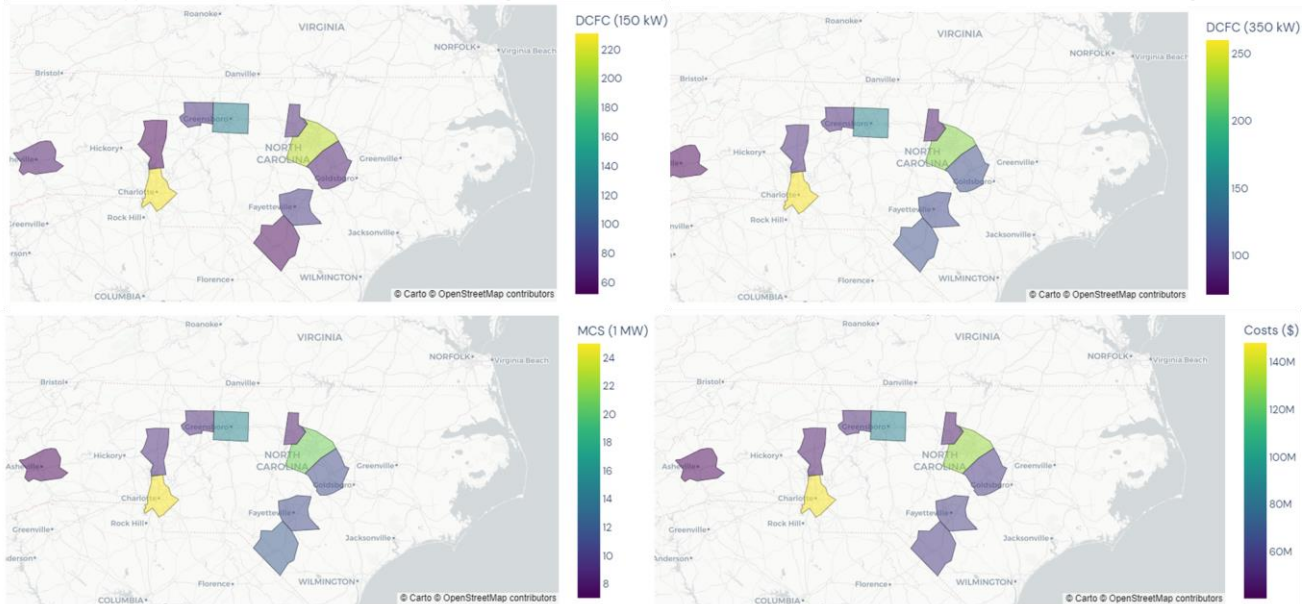 Roanoke
VIRGINIA
NORFOLK
Virginia Beach
Bristol
Danville
Greensboro
Hickory
NORTH
CAROLINA
Greenville
Goldsboro
Charlotte
Fayetteville
Rock Hill
Greenville
Jacksonville
Florence
WILMINGTON
COLUMBIA
© Carto © OpenStreetMap contributors
DCFC (150 kW)
220
200
180
160
140
120
100
80
60
Roanoke
VIRGINIA
NORFOLK
Virginia Beach
Bristol
Danville
Greensboro
Hickory
NORTH
CAROLINA
Greenville
Goldsboro
Charlotte
Fayetteville
Rock Hill
Greenville
Jacksonville
Florence
WILMINGTON
COLUMBIA
© Carto © OpenStreetMap contributors
DCFC (350 kW)
250
200
150
100
Roanoke
VIRGINIA
NORFOLK
Virginia Beach
Bristol
Danville
Greensboro
Hickory
NORTH
CAROLINA
Asheville
Greenville
Goldsboro
Charlotte
Fayetteville
Rock Hill
Greenville
Jacksonville
Florence
WILMINGTON
COLUMBIA
© Carto © OpenStreetMap contributors
MCS (1 MW)
24
22
20
18
16
14
12
10
8
Roanoke
VIRGINIA
NORFOLK
Virginia Beach
Bristol
Danville
Greensboro
Hickory
NORTH
CAROLINA
Asheville
Greenville
Goldsboro
Charlotte
Fayetteville
Rock Hill
Greenville
Jacksonville
Anderson
Florence
WILMINGTON
COLUMBIA
© Carto © OpenStreetMap contributors
Costs ($)
140M
120M
100M
80M
60M